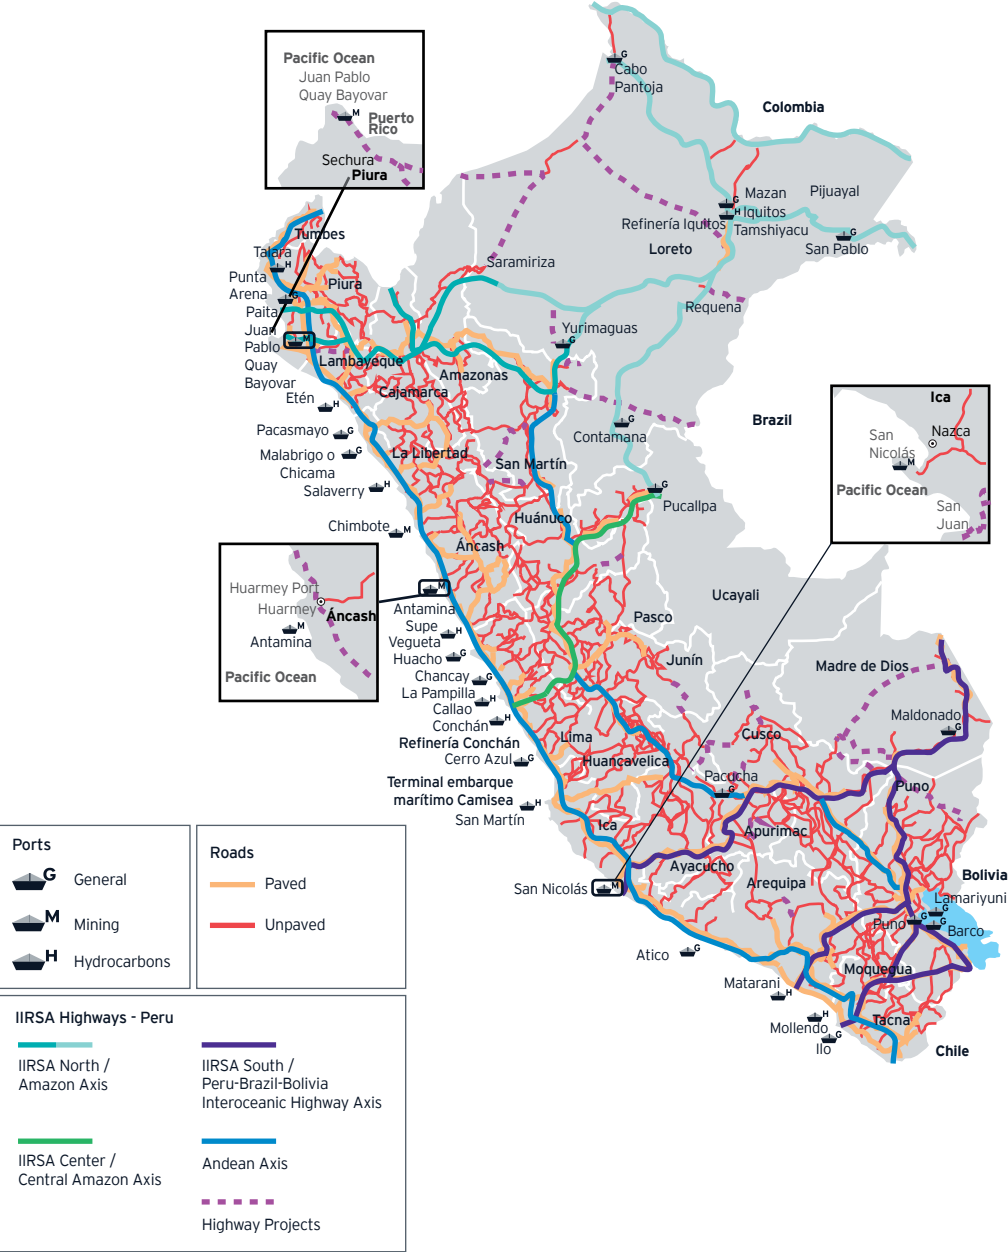 Pacific Ocean
Juan Pablo
Quay Bayovar
M
Puerto
Rico
Sechura
Piura
G
Cabo
Pantoja
Colombia
Mazan
Pijuayal
G
H
Iquitos
Refinería Iquitos
Tamshiyacu
G
San Pablo
Loreto
Tumbes
Talara
H
Saramiriza
Punta
Arena
Piura
G
Paita
Requena
Juan
Pablo
Quay
Bayovar
M
Yurimaguas
G
Lambayeque
Amazonas
Cajamarca
Etén
H
Brazil
Ica
Nazca
San
Nicolás
M
Pacific Ocean
San
Juan
Pacasmayo
G
G
Contamana
Malabrigo o
Chicama
G
La Libertad
San Martín
Salaverry
H
G
Pucallpa
Huánuco
Chimbote
M
Áncash
Huarmey Port
Huarmey
Áncash
M
Antamina
Pacific Ocean
M
Antamina
Supe
Vegueta
H
Huacho
G
Chancay
G
La Pampilla
H
Callao
Conchán
H
Refinería Conchán
Cerro Azul
G
Terminal embarque
marítimo Camisea
H
San Martín
Ucayali
Pasco
Junín
Madre de Dios
Maldonado
G
Cusco
Lima
Huancavelica
Pacucha
G
Puno
Ica
Apurimac
Ayacucho
Arequipa
San Nicolás
M
Bolivia
Lamariyuni
G
Puno
G
G
Barco
Atico
G
Moquegua
Matarani
H
Mollendo
H
Tacna
Ilo
G
Chile
Ports
G
General
M
Mining
H
Hydrocarbons
Roads
Paved
Unpaved
IIRSA Highways - Peru
IIRSA North /
Amazon Axis
IIRSA South /
Peru-Brazil-Bolivia
Interoceanic Highway Axis
IIRSA Center /
Central Amazon Axis
Andean Axis
Highway Projects